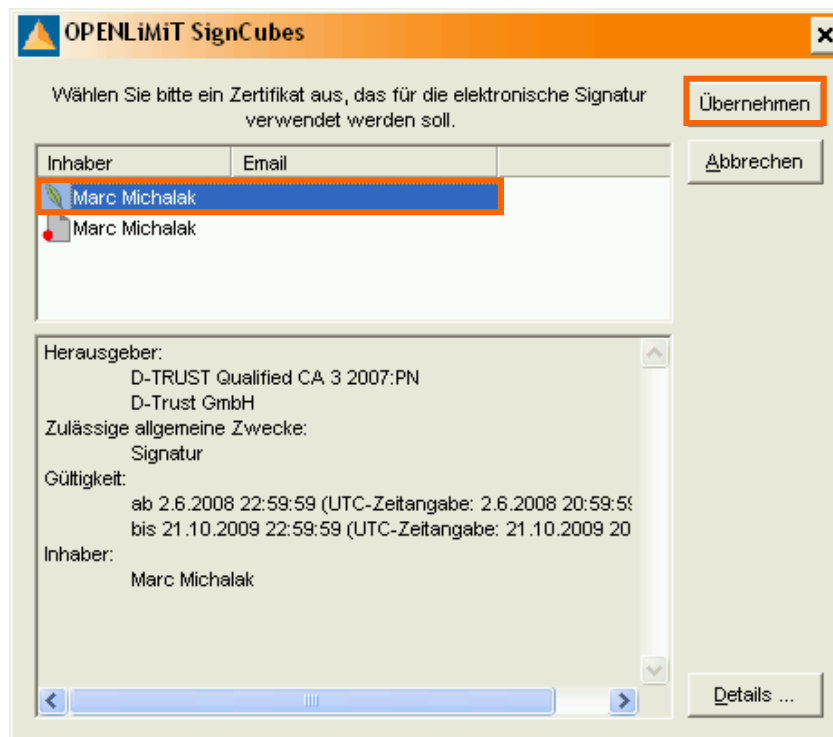 OPENLiMiT SignCubes
Wählen Sie bitte ein Zertifikat aus, das für die elektronische Signatur
verwendet werden soll.
Übernehmen
Abbrechen
Inhaber Email
Marc Michalak
Marc Michalak
Herausgeber:
D-TRUST Qualified CA 3 2007:PN
D-Trust GmbH
Zulässige allgemeine Zwecke:
Signatur
Gültigkeit:
ab 2.6.2008 22:59:59 (UTC-Zeitangabe: 2.6.2008 20:59:59
bis 21.10.2009 22:59:59 (UTC-Zeitangabe: 21.10.2009 20
Inhaber:
Marc Michalak
Details ...